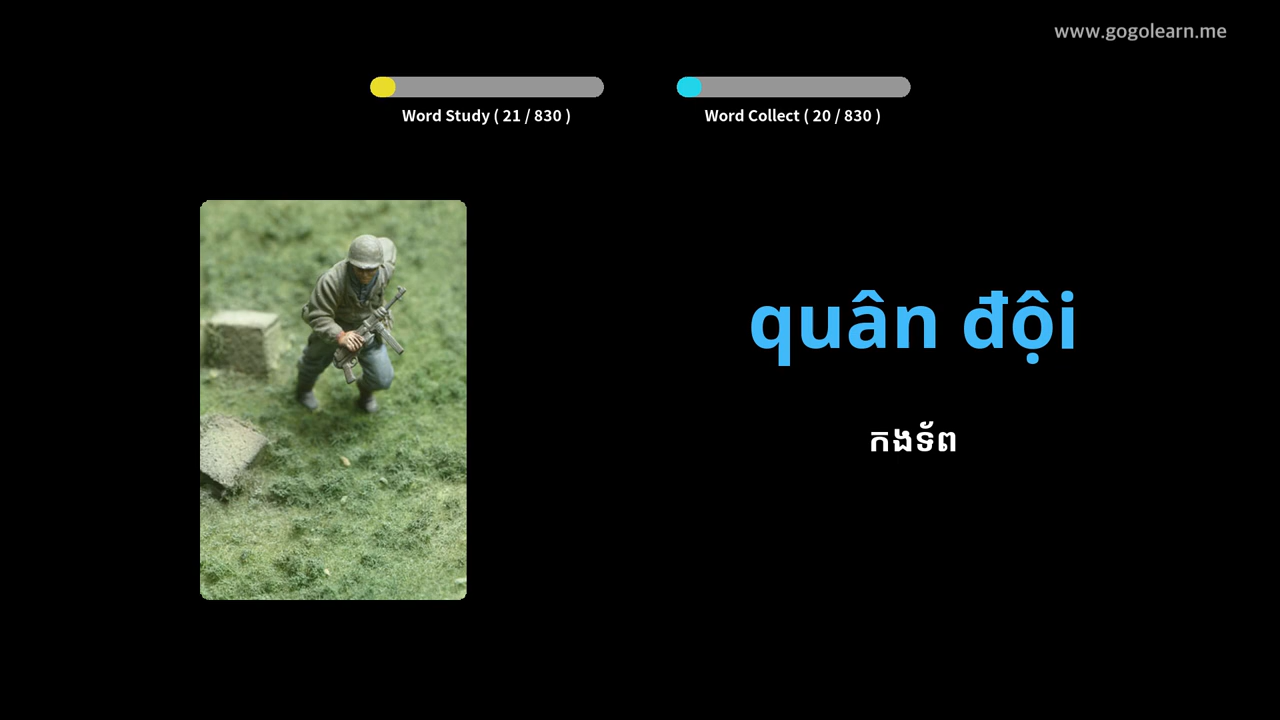 www.gogolearn.me
Word Study ( 21 / 830 )
Word Collect ( 20 / 830 )
quân đội
កងទ័ព